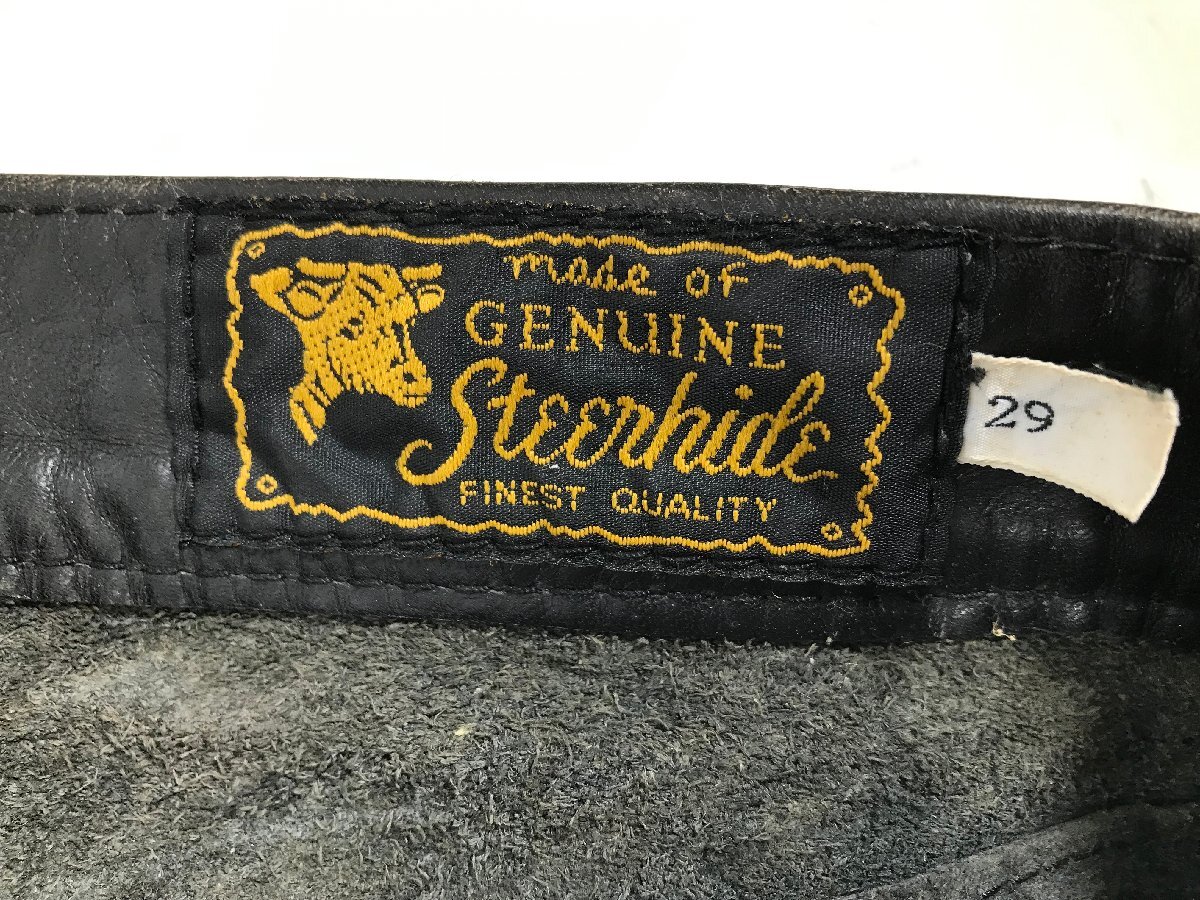 made of
GENUINE
Steerhide
FINEST QUALITY
29